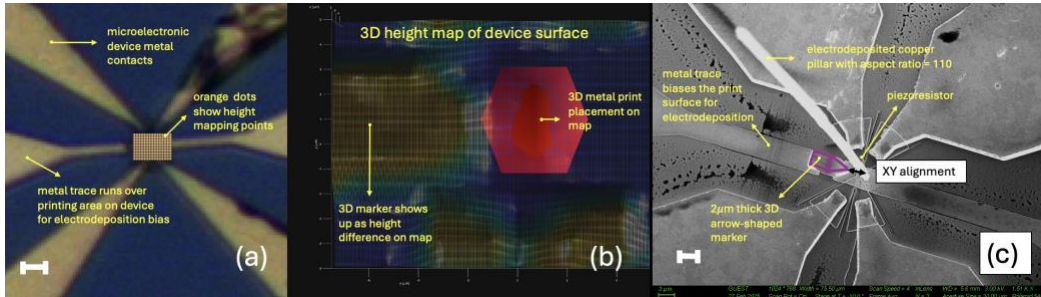 microelectronic
device metal
contacts
orange dots
show height
mapping points
metal trace runs over
printing area on device
for electrodeposition bias
(a)
3D height map of device surface
3D metal print
placement on
map
3D marker shows
up as height
difference on map
(b)
electrodeposited copper
pillar with aspect ratio = 110
metal trace
biases the print
surface for
electrodeposition
piezoresistor
XY alignment
2μm thick 3D
arrow-shaped
marker
(c)